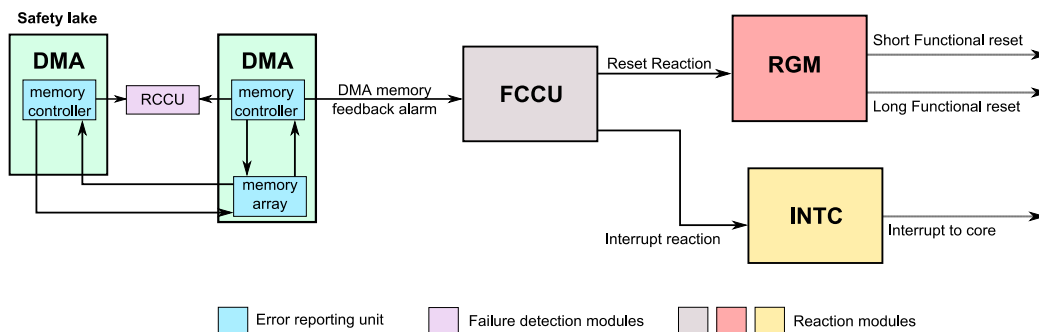 Safety lake
DMA
memory
controller
RCCU
DMA
memory
controller
memory
array
DMA memory
feedback alarm
FCCU
Reset Reaction
Interrupt reaction
RGM
Short Functional reset
Long Functional reset
INTC
Interrupt to core
Error reporting unit
Failure detection modules
Reaction modules